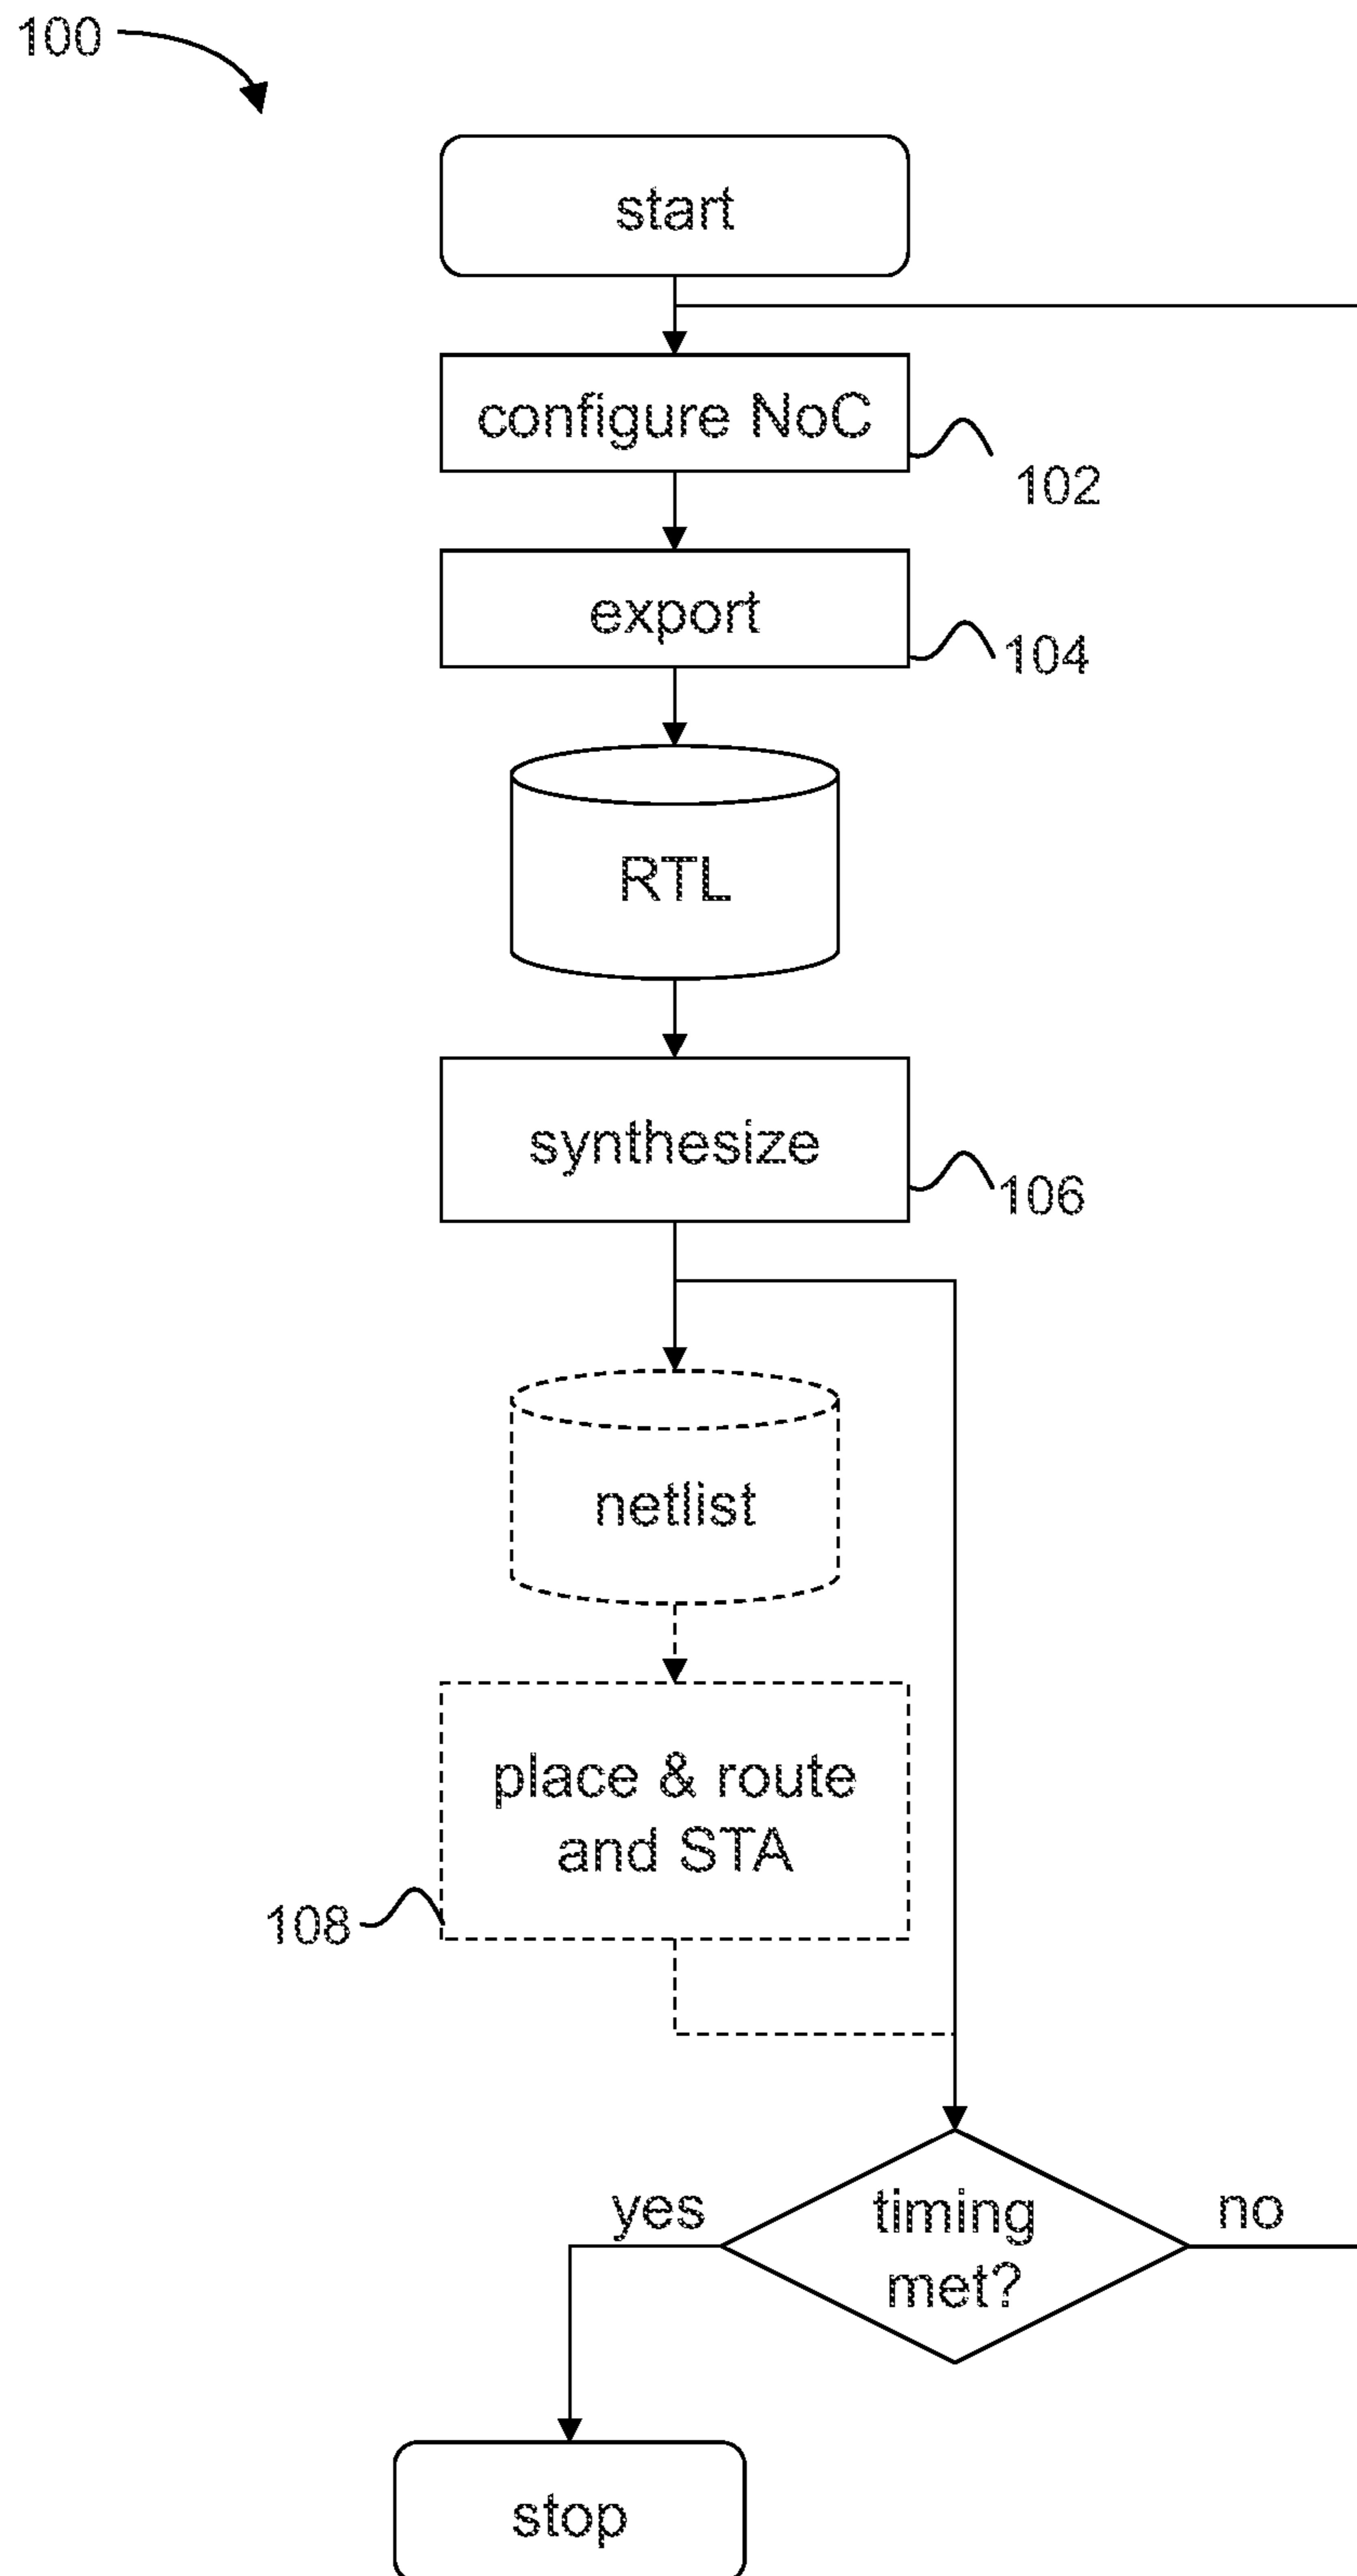 100
start
configure NoC
102
export
104
RTL
synthesize
106
netlist
place & route
and STA
108
yes
timing
met?
no
stop